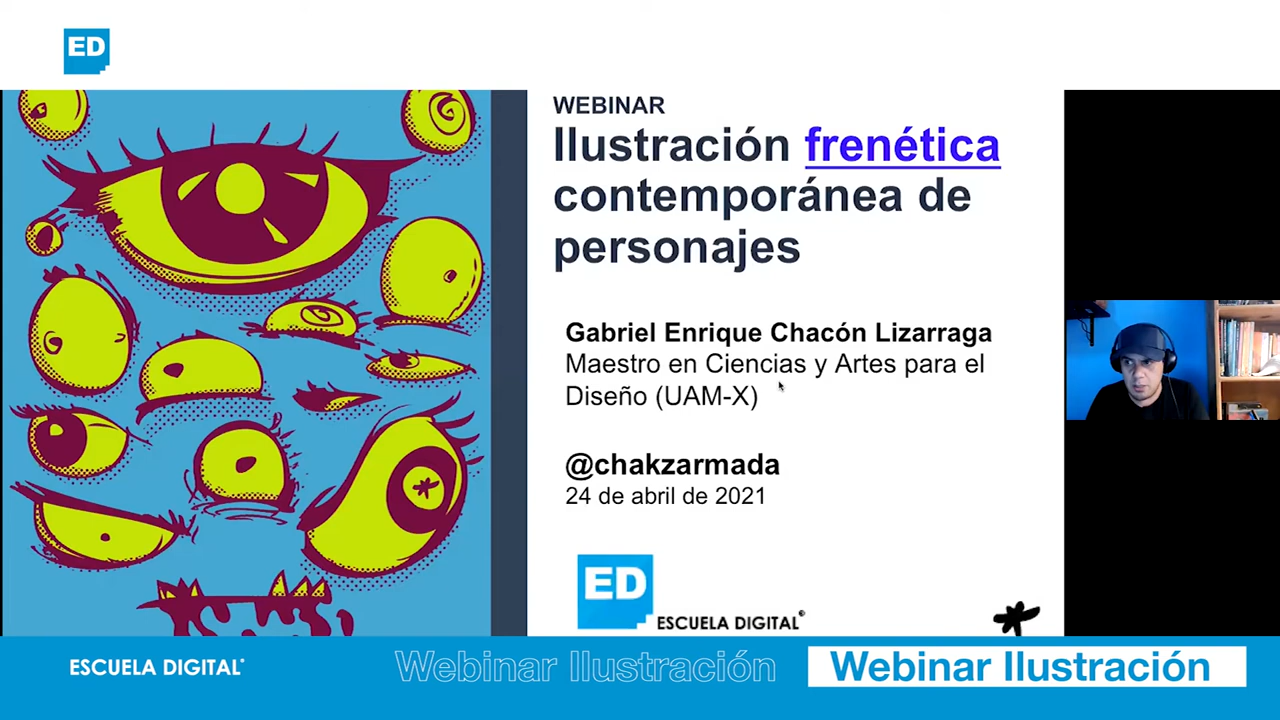 ED
WEBINAR
Ilustración frenética
contemporánea de
personajes
Gabriel Enrique Chacón Lizarraga
Maestro en Ciencias y Artes para el
Diseño (UAM-X)
@chakzarmada
24 de abril de 2021
ED
ESCUELA DIGITAL
ESCUELA DIGITAL
Webinar Ilustración
Webinar Ilustración